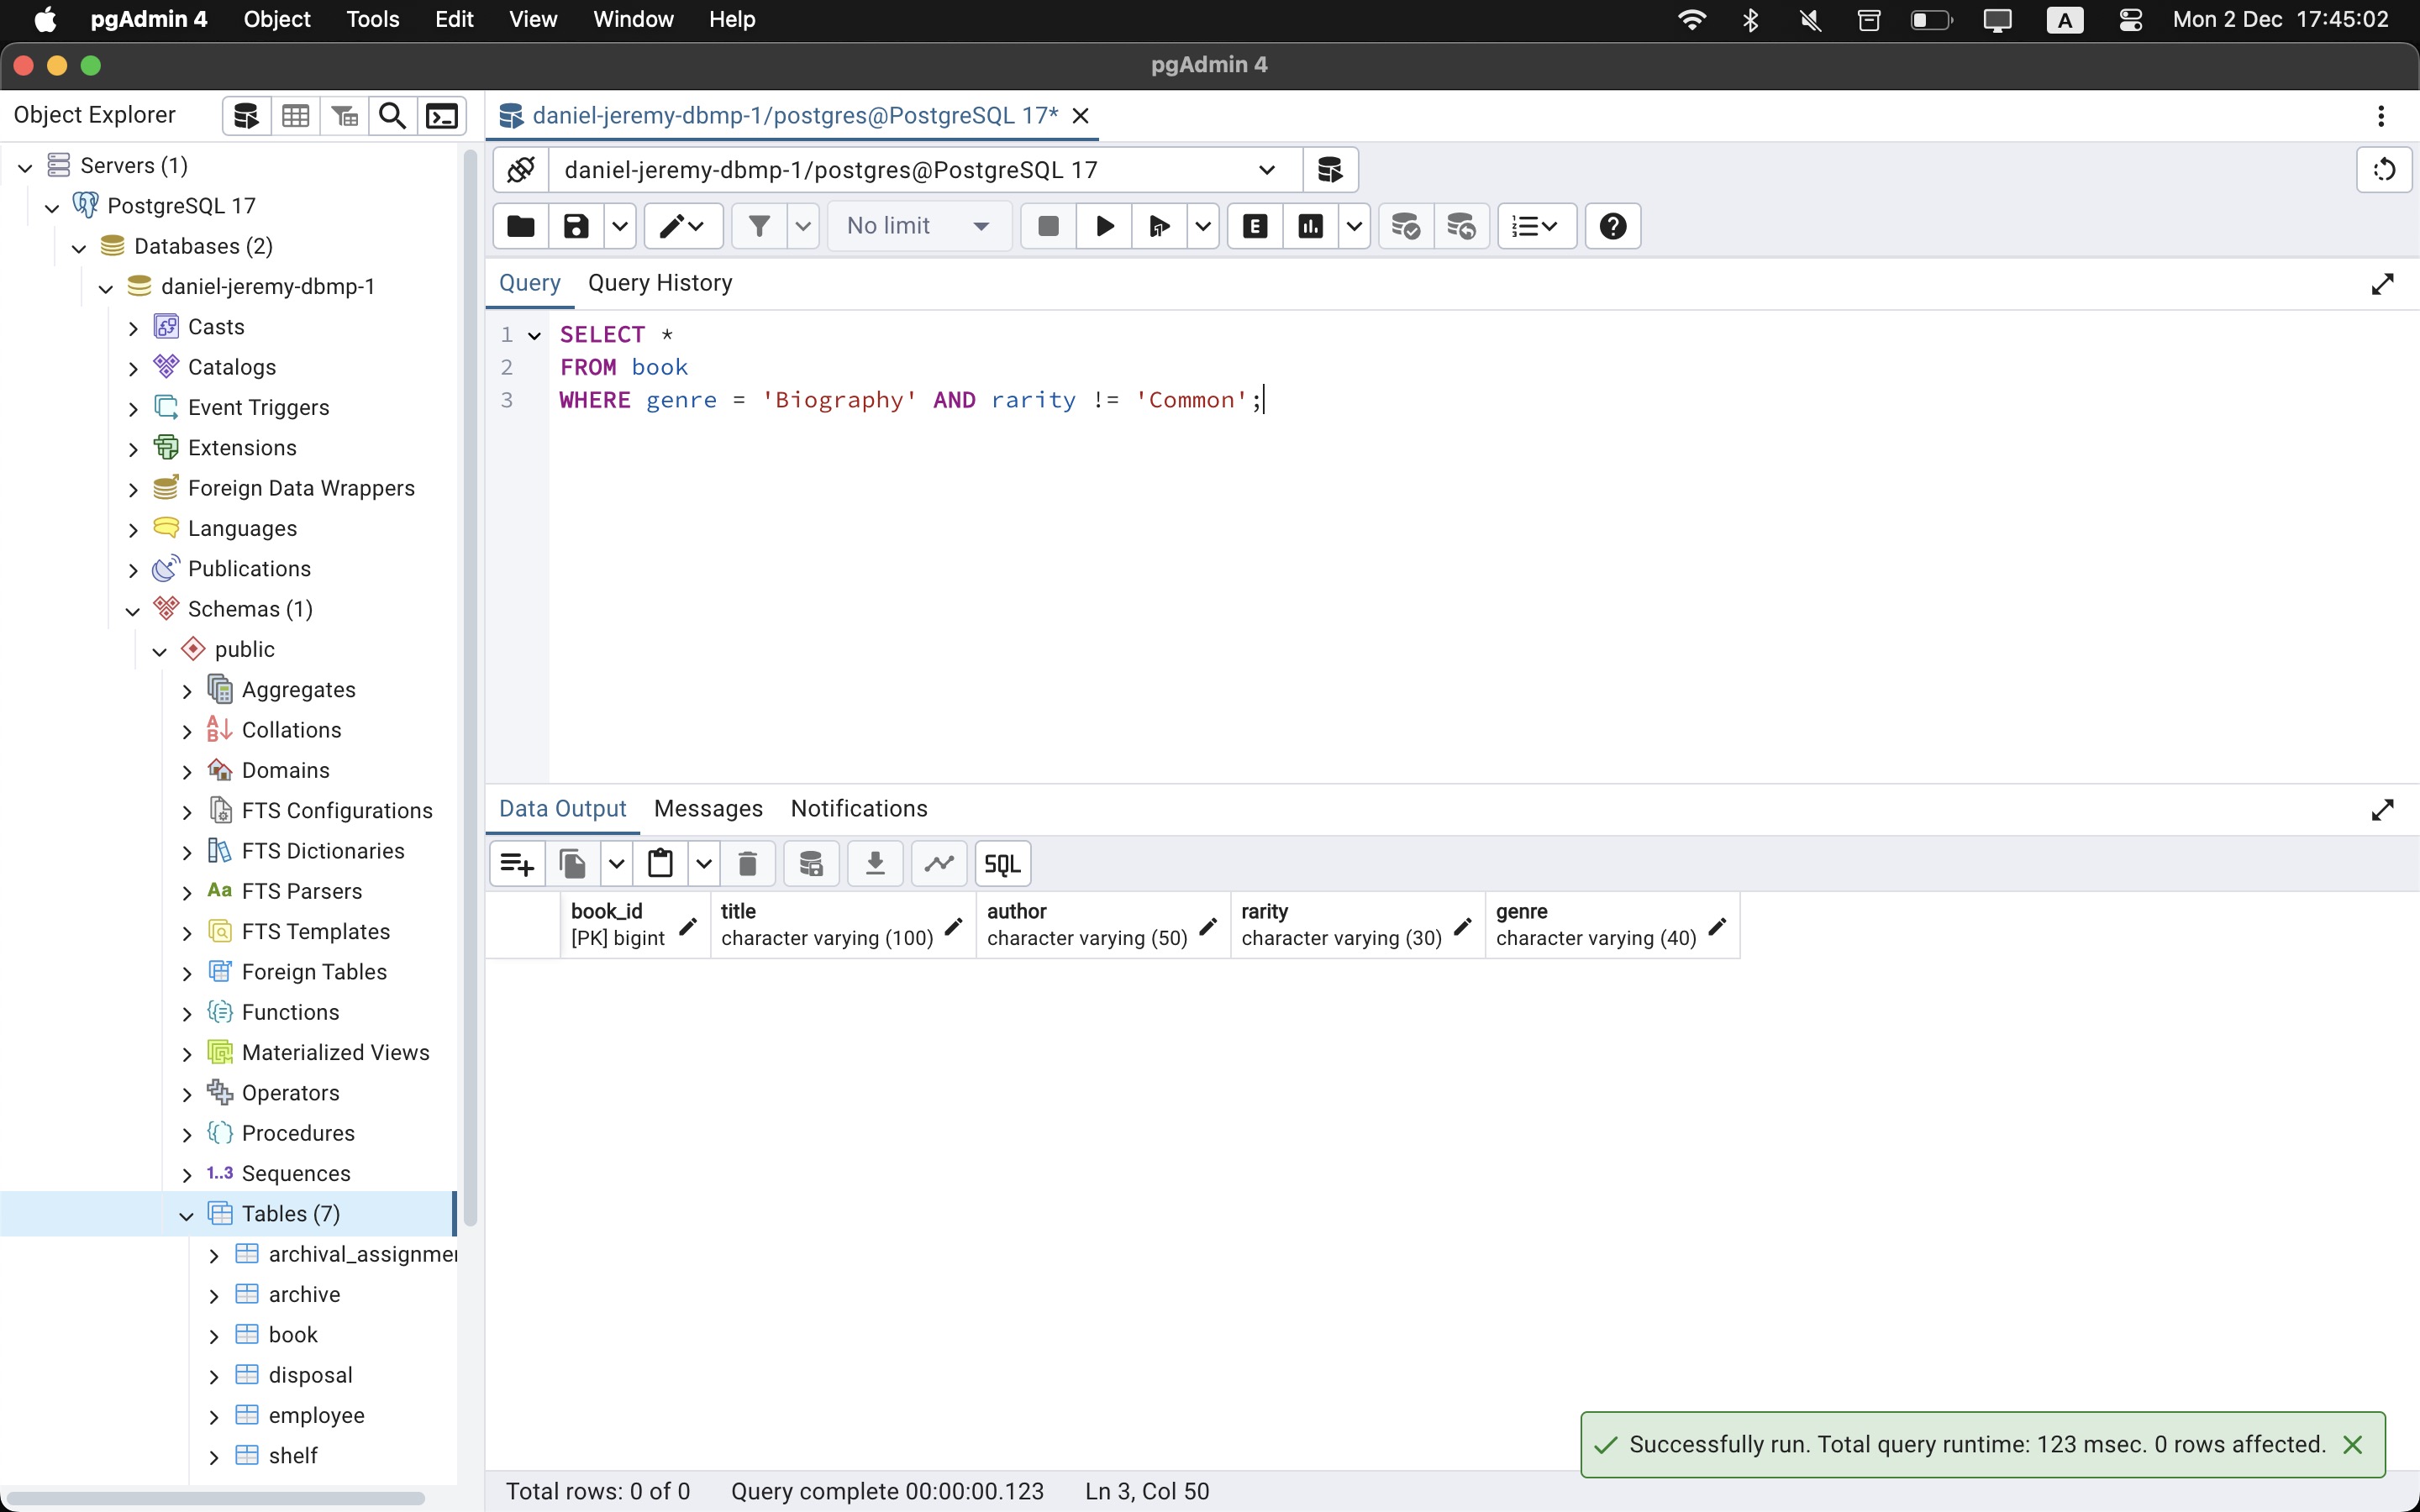 pgAdmin 4 Object Tools Edit View Window Help A Mon 2 Dec 17:45:02
pgAdmin 4
Object Explorer
daniel-jeremy-dbmp-1/postgres@PostgreSQL 17*
Servers (1)
PostgreSQL 17
Databases (2)
daniel-jeremy-dbmp-1
Casts
Catalogs
Event Triggers
Extensions
Foreign Data Wrappers
Languages
Publications
Schemas (1)
public
Aggregates
Collations
Domains
FTS Configurations
FTS Dictionaries
Aa FTS Parsers
FTS Templates
Foreign Tables
Functions
Materialized Views
Operators
Procedures
1..3 Sequences
Tables (7)
archival_assignmen
archive
book
disposal
employee
shelf
daniel-jeremy-dbmp-1/postgres@PostgreSQL 17
No limit E
Query Query History
1 SELECT *
2 FROM book
3 WHERE genre = 'Biography' AND rarity != 'Common';
Data Output Messages Notifications
SQL
book_id title author rarity genre
[PK] bigint character varying (100) character varying (50) character varying (30) character varying (40)
Successfully run. Total query runtime: 123 msec. 0 rows affected.
Total rows: 0 of 0 Query complete 00:00:00.123 Ln 3, Col 50